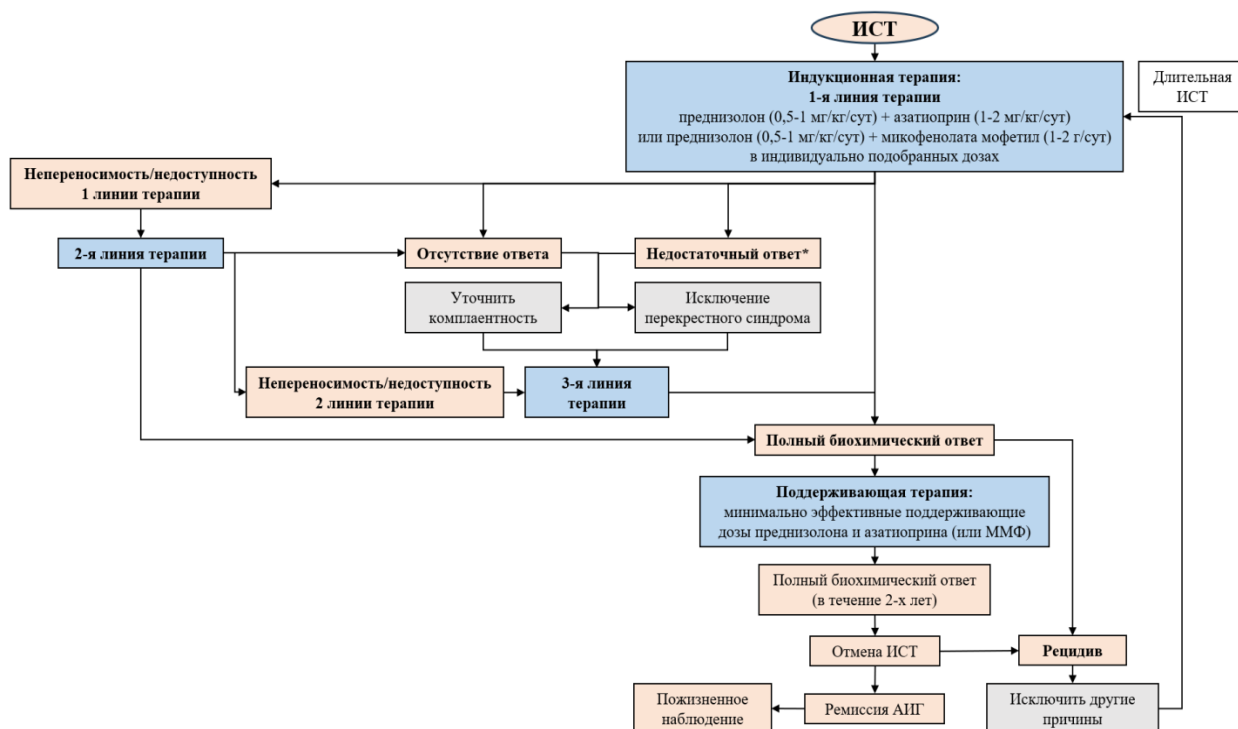 ИСТ
Индукционная терапия:
1-я линия терапии
преднизолон (0,5-1 мг/кг/сут) + азатиоприн (1-2 мг/кг/сут)
или преднизолон (0,5-1 мг/кг/сут) + микофенолата мофетил (1-2 г/сут)
в индивидуально подобранных дозах
Длительная
ИСТ
Непереносимость/недоступность
1 линии терапии
2-я линия терапии
Отсутствие ответа
Недостаточный ответ*
Уточнить
комплаентность
Исключение
перекрестного синдрома
Непереносимость/недоступность
2 линии терапии
3-я линия
терапии
Полный биохимический ответ
Поддерживающая терапия:
минимально эффективные поддерживающие
дозы преднизолона и азатиоприна (или ММФ)
Полный биохимический ответ
(в течение 2-х лет)
Отмена ИСТ
Рецидив
Пожизненное
наблюдение
Ремиссия АИГ
Исключить другие
причины